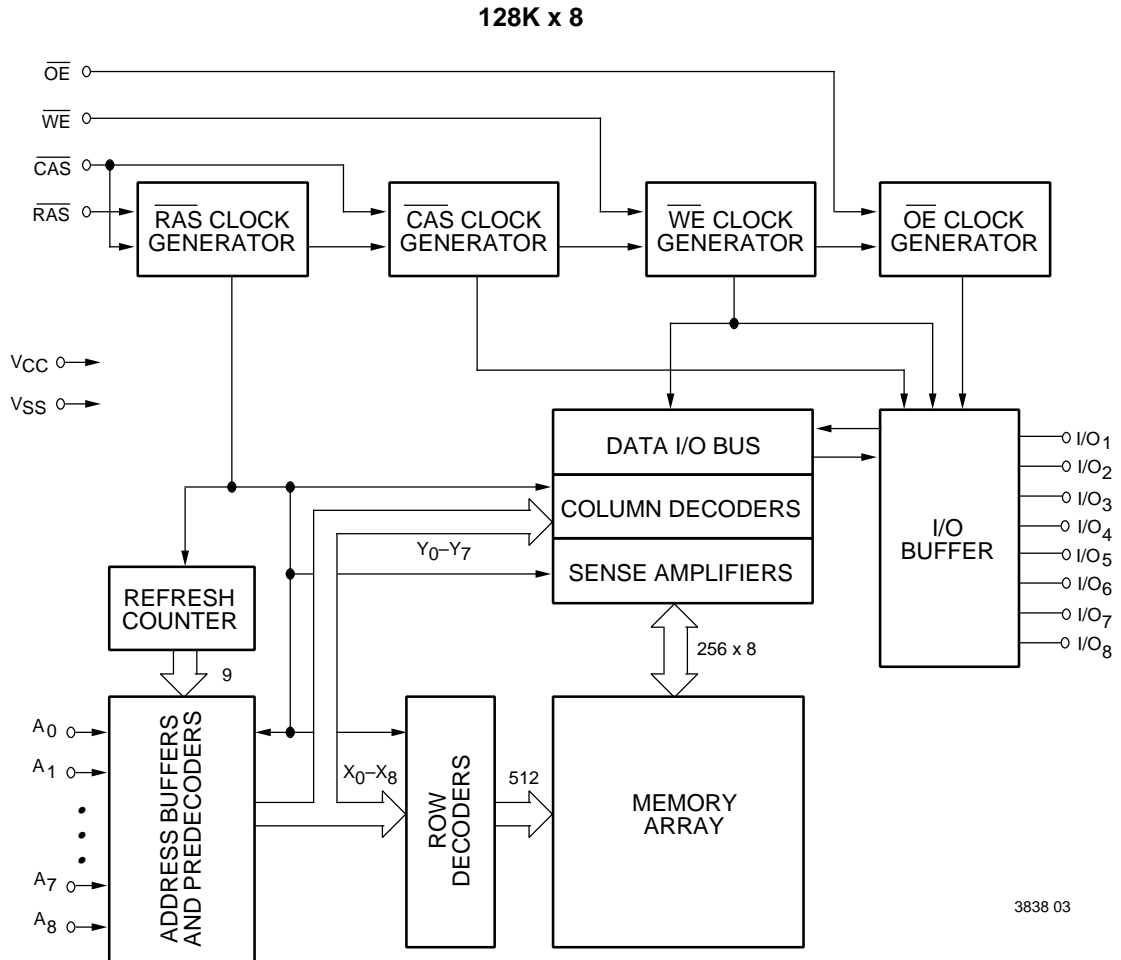 128K x 8
OE
WE
CAS
RAS
RAS CLOCK
GENERATOR
CAS CLOCK
GENERATOR
WE CLOCK
GENERATOR
OE CLOCK
GENERATOR
VCC
VSS
DATA I/O BUS
COLUMN DECODERS
SENSE AMPLIFIERS
Y0–Y7
I/O
BUFFER
I/O1
I/O2
I/O3
I/O4
I/O5
I/O6
I/O7
I/O8
REFRESH
COUNTER
9
256 x 8
A0
A1
A7
A8
ADDRESS BUFFERS
AND PREDECODERS
X0–X8
ROW
DECODERS
512
MEMORY
ARRAY
3838 03